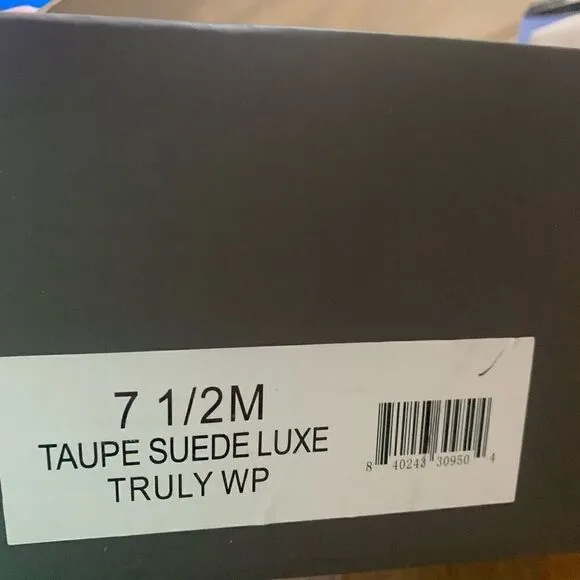 7 1/2M
TAUPE SUEDE LUXE
TRULY WP
8 40243 30950 4